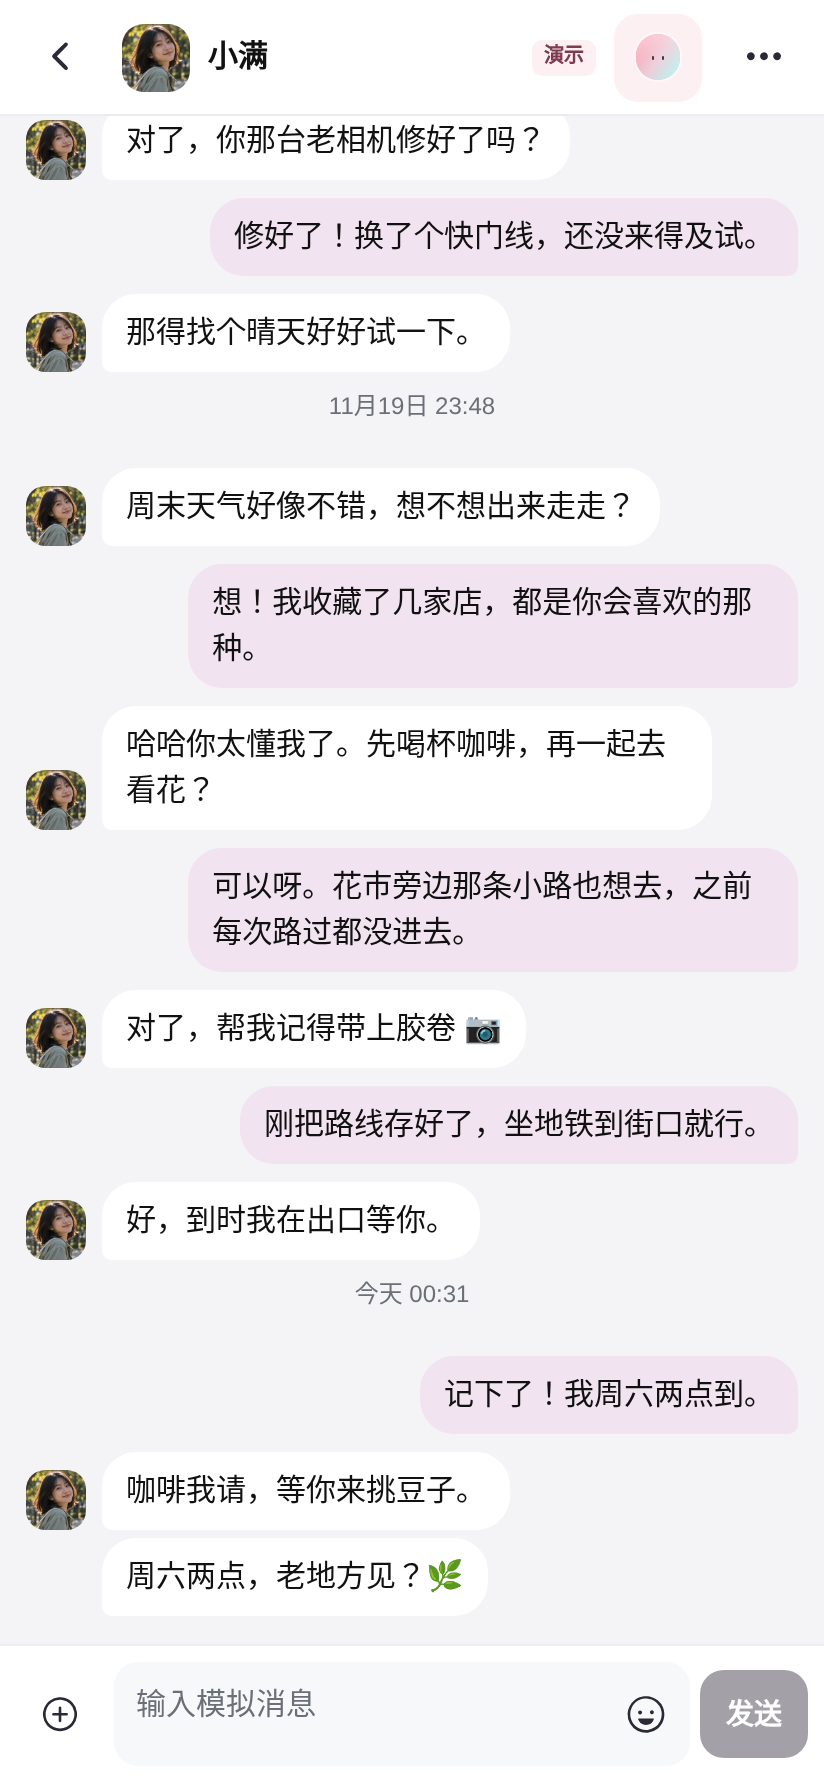 小满
演示
对了，你那台老相机修好了吗？
修好了！换了个快门线，还没来得及试。
那得找个晴天好好试一下。
11月19日 23:48
周末天气好像不错，想不想出来走走？
想！我收藏了几家店，都是你会喜欢的那
种。
哈哈你太懂我了。先喝杯咖啡，再一起去
看花？
可以呀。花市旁边那条小路也想去，之前
每次路过都没进去。
对了，帮我记得带上胶卷 📷
刚把路线存好了，坐地铁到街口就行。
好，到时我在出口等你。
今天 00:31
记下了！我周六两点到。
咖啡我请，等你来挑豆子。
周六两点，老地方见？🌿
输入模拟消息
发送